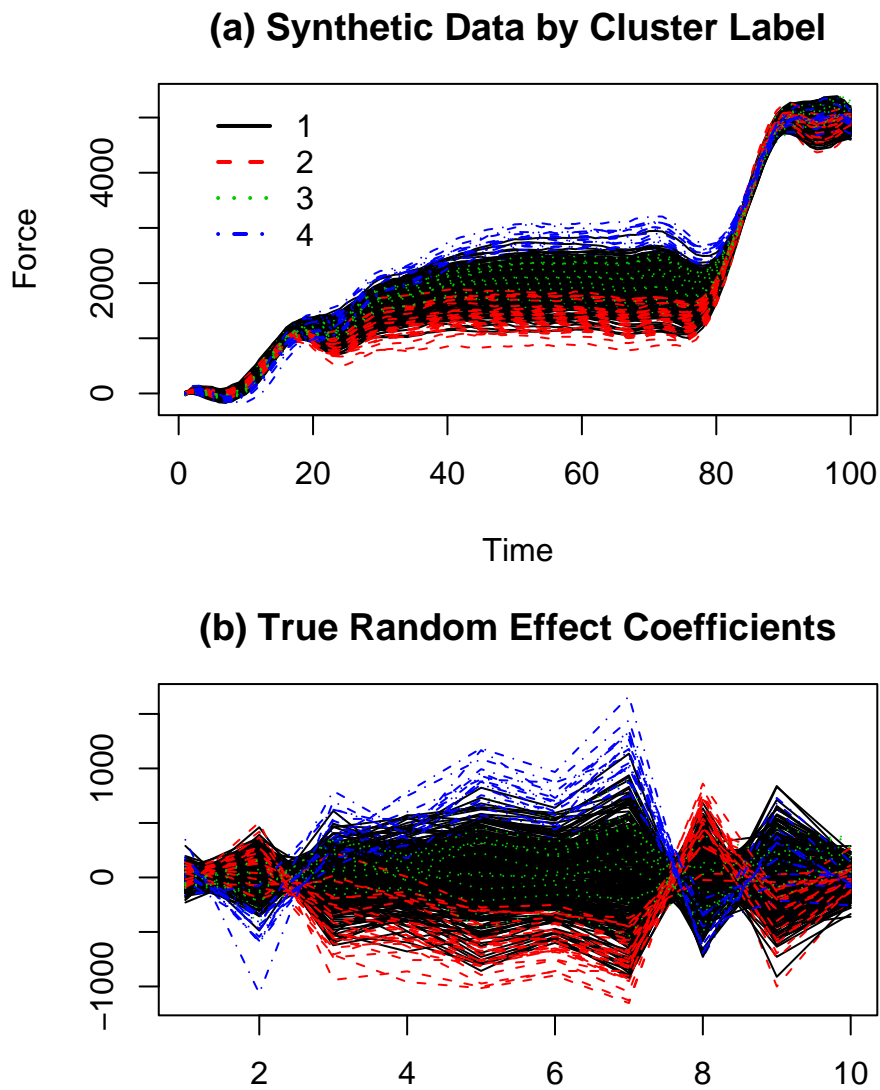 (a) Synthetic Data by Cluster Label
Force
4000
2000
0
1
2
3
4
0 20 40 60 80 100
Time
(b) True Random Effect Coefficients
1000
0
−1000
2 4 6 8 10